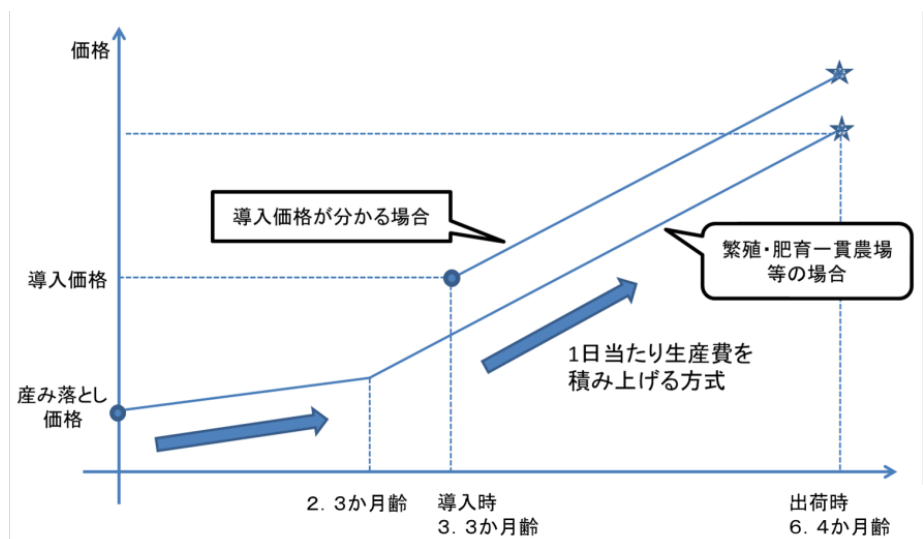 価格
導入価格が分かる場合
繁殖・肥育一貫農場
等の場合
導入価格
1日当たり生産費を
積み上げる方式
産み落とし
価格
2．3か月齢
導入時
3．3か月齢
出荷時
6．4か月齢